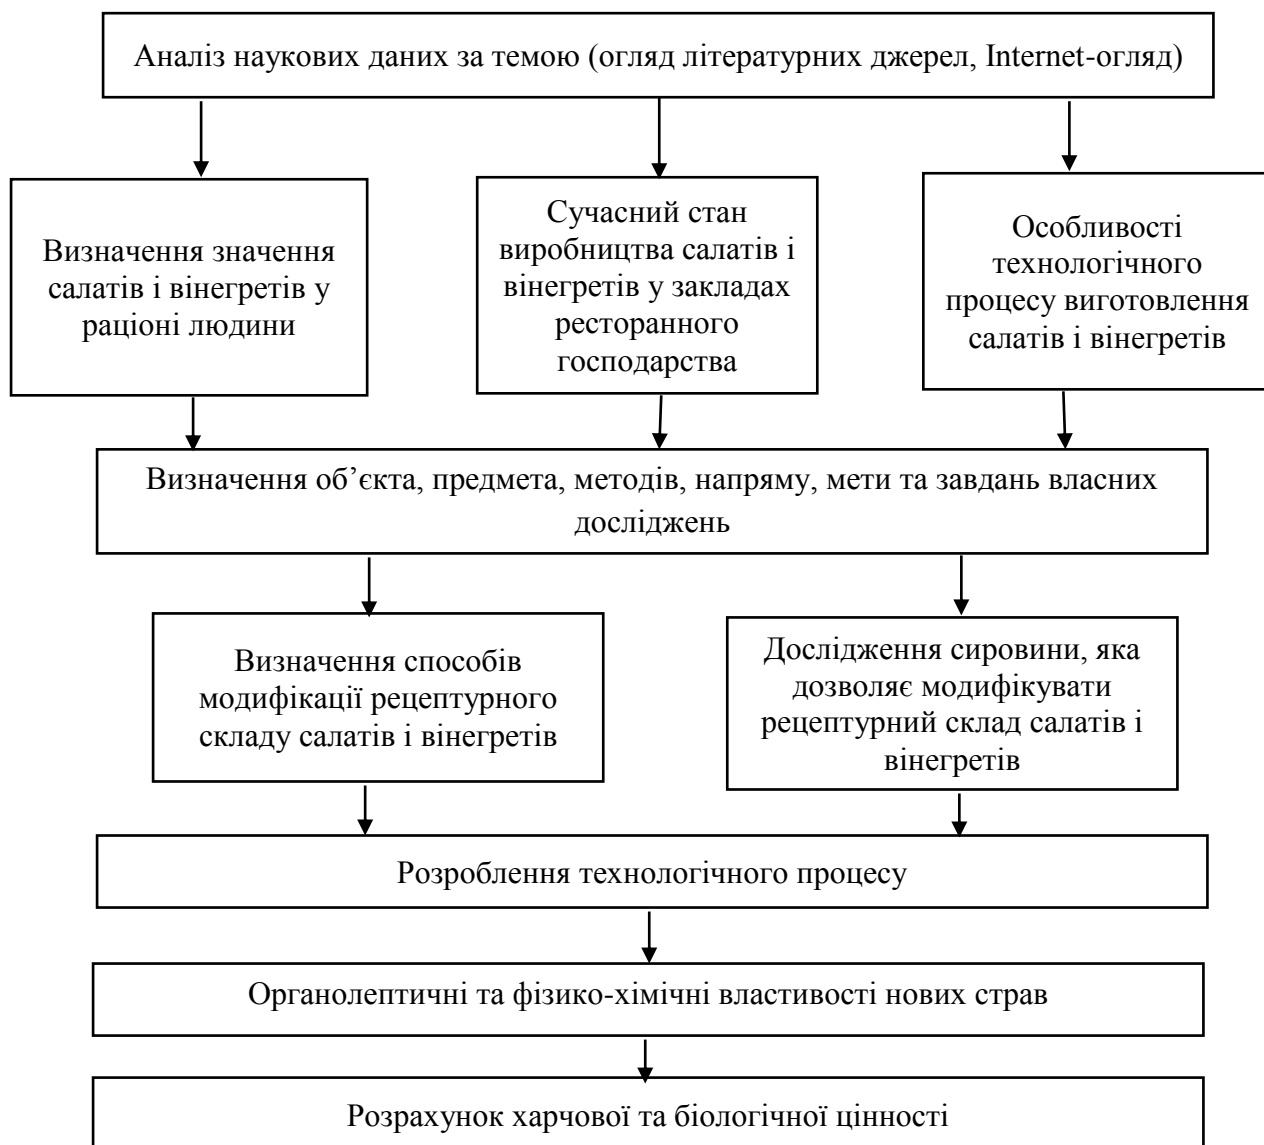 Аналіз наукових даних за темою (огляд літературних джерел, Internet-огляд)
Визначення значення
салатів і вінегретів у
раціоні людини
Сучасний стан
виробництва салатів і
вінегретів у закладах
ресторанного
господарства
Особливості
технологічного
процесу виготовлення
салатів і вінегретів
Визначення об’єкта, предмета, методів, напряму, мети та завдань власних
досліджень
Визначення способів
модифікації рецептурного
складу салатів і вінегретів
Дослідження сировини, яка
дозволяє модифікувати
рецептурний склад салатів і
вінегретів
Розроблення технологічного процесу
Органолептичні та фізико-хімічні властивості нових страв
Розрахунок харчової та біологічної цінності